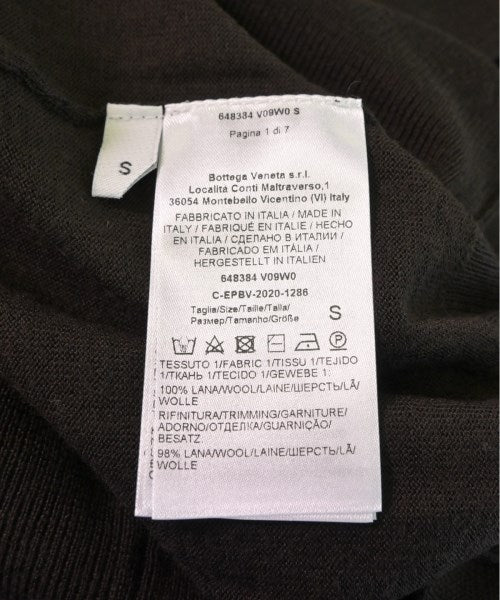 648384 V09W0 S
Pagina 1 di 7
S
Bottega Veneta s.r.l.
Località Conti Maltraverso,1
36054 Montebello Vicentino (VI) Italy
FABBRICATO IN ITALIA / MADE IN
ITALY / FABRIQUÉ EN ITALIE / HECHO
EN ITALIA / СДЕЛАНО В ИТАЛИИ /
FABRICADO EM ITÁLIA /
HERGESTELLT IN ITALIEN
648384 V09W0
C-EPBV-2020-1286
Taglia/Size/Taille/Talla/
Размер/Tamanho/Größe S
P
TESSUTO 1/FABRIC 1/TISSU 1/TEJIDO
1/ТКАНЬ 1/TECIDO 1/GEWEBE 1:
100% LANA/WOOL/LAINE/ШЕРСТЬ/LÃ/
WOLLE
RIFINITURA/TRIMMING/GARNITURE/
ADORNO/ОТДЕЛКА/GUARNIÇÃO/
BESATZ:
98% LANA/WOOL/LAINE/ШЕРСТЬ/LÃ/
WOLLE